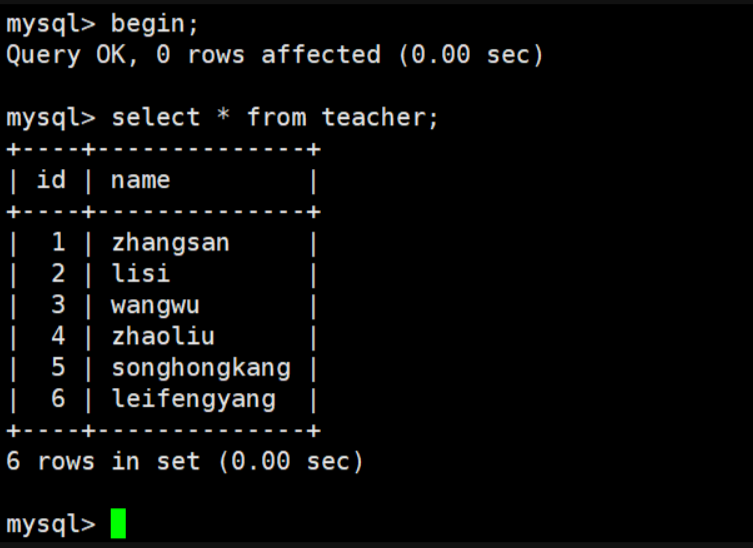 mysql> begin;
Query OK, 0 rows affected (0.00 sec)
mysql> select * from teacher;
+----+--------------+
| id | name         |
+----+--------------+
|  1 | zhangsan     |
|  2 | lisi         |
|  3 | wangwu       |
|  4 | zhaoliu      |
|  5 | songhongkang |
|  6 | leifengyang  |
+----+--------------+
6 rows in set (0.00 sec)
mysql>